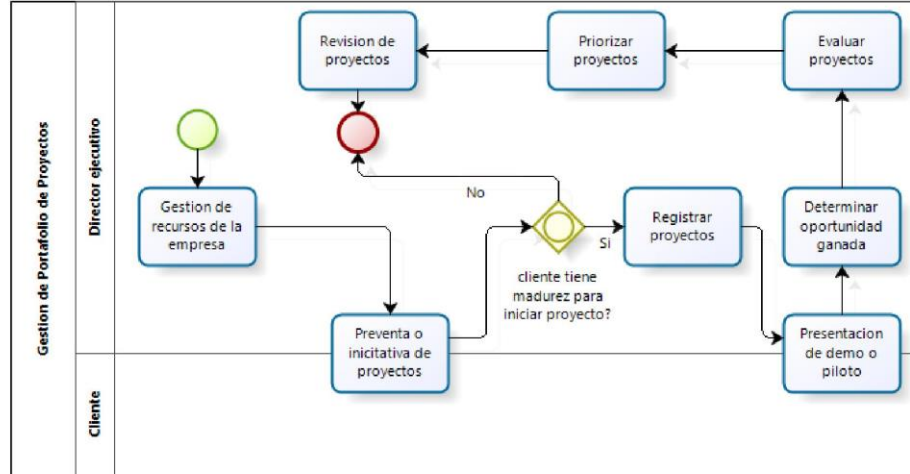 Gestion de Portafolio de Proyectos
Director ejecutivo
Revision de
proyectos
Priorizar
proyectos
Evaluar
proyectos
Gestion de
recursos de la
empresa
No
Si
Registrar
proyectos
Determinar
oportunidad
ganada
cliente tiene
madurez para
iniciar proyecto?
Preventa o
inicitativa de
proyectos
Presentacion
de demo o
piloto
Cliente